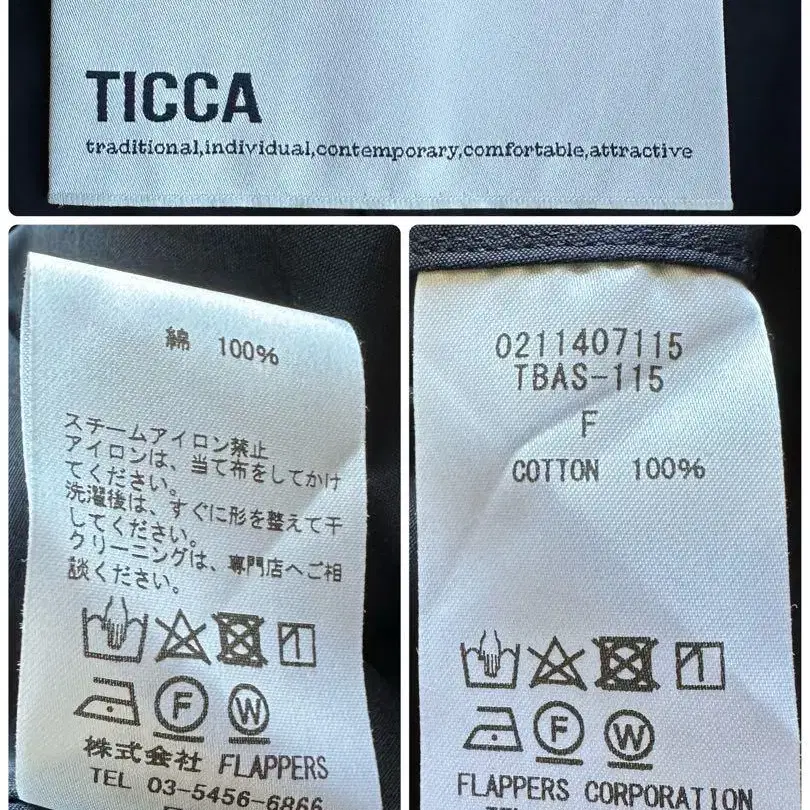 TICCA
traditional,individual,contemporary,comfortable,attractive
綿 100%
スチームアイロン禁止
アイロンは、当て布をしてかけ
てください。
洗濯後は、すぐに形を整えて干
してください。
クリーニングは、専門店へご相
談ください。
F W
株式会社 FLAPPERS
TEL 03-5456-6866
0211407115
TBAS-115
F
COTTON 100%
F W
FLAPPERS CORPORATION